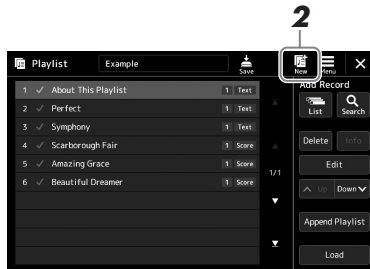 2
Playlist Example Save New Menu
Add Record
1 About This Playlist 1 Text
2 Perfect 1 Text
3 Symphony 1 Text
4 Scarborough Fair 1 Score
5 Amazing Grace 1 Score
6 Beautiful Dreamer 1 Score
1/1
List Search
Delete Info
Edit
Up Down
Append Playlist
Load